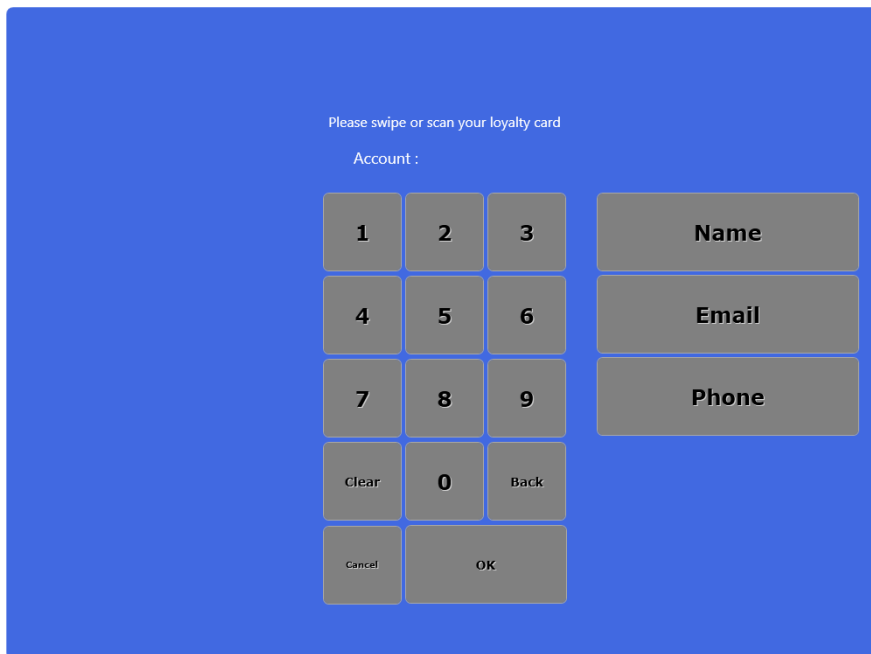 Please swipe or scan your loyalty card
Account :
1 2 3 Name
4 5 6 Email
7 8 9 Phone
Clear 0 Back
Cancel OK